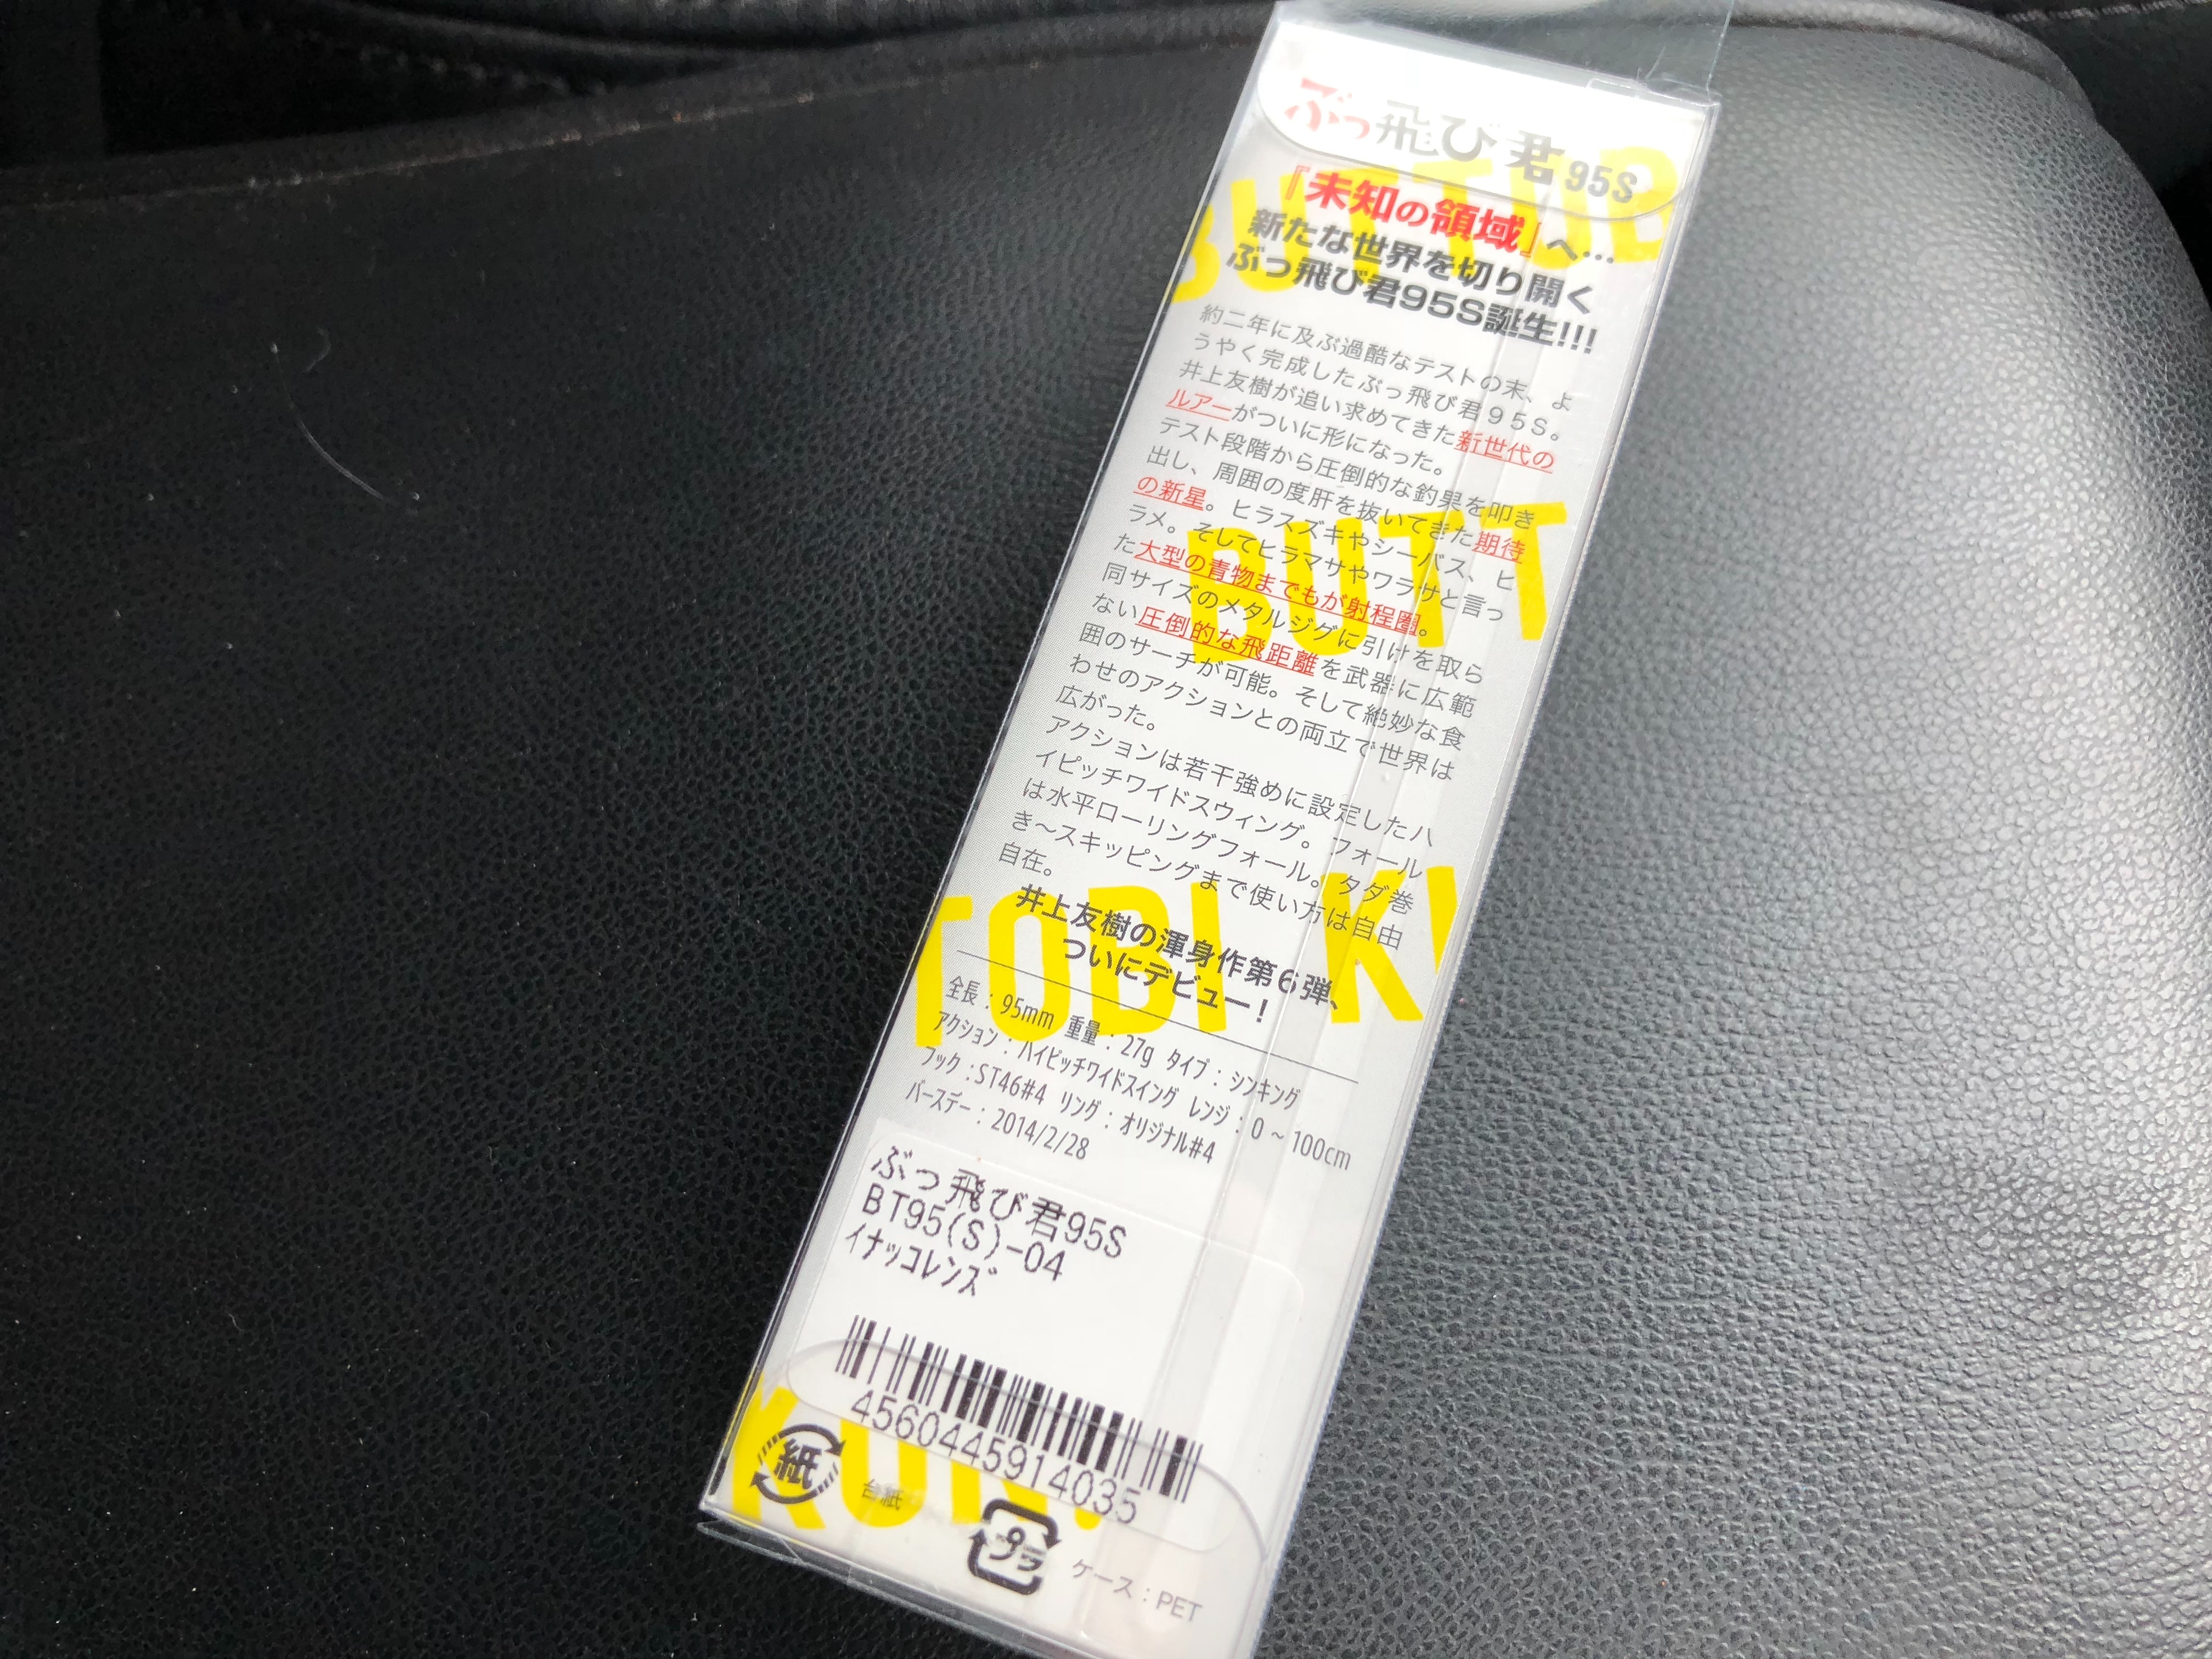 ぶっ飛び君 95S
『未知の領域』へ…
新たな世界を切り開く
ぶっ飛び君95S誕生!!!
約二年に及ぶ過酷なテストの末、よ
うやく完成したぶっ飛び君95S。
井上友樹が追い求めてきた新世代の
ルアーがついに形になった。
テスト段階から圧倒的な釣果を叩き
出し、周囲の度肝を抜いてきた期待
の新星。ヒラスズキやシーバス、ヒ
ラメ。そしてヒラマサやワラサと言っ
た大型の青物までもが射程圏。
同サイズのメタルジグに引けを取ら
ない圧倒的な飛距離を武器に広範
囲のサーチが可能。そして絶妙な食
わせのアクションとの両立で世界は
広がった。
アクションは若干強めに設定したハ
イピッチワイドスウィング。フォール
は水平ローリングフォール。タダ巻
き～スキッピングまで使い方は自由
自在。
井上友樹の渾身作第6弾、
ついにデビュー!
全長：95mm 重量：27g タイプ：シンキング
アクション：ハイピッチワイドスイング レンジ：0～100cm
フック：ST46#4 リング：オリジナル#4
バースデー：2014/2/28
ぶっ飛び君95S
BT95(S)-04
イナッコレンズ
4560445914035
紙
台紙
プラ
ケース：PET
BUTTOB
BUTT
TOBI K
KUN